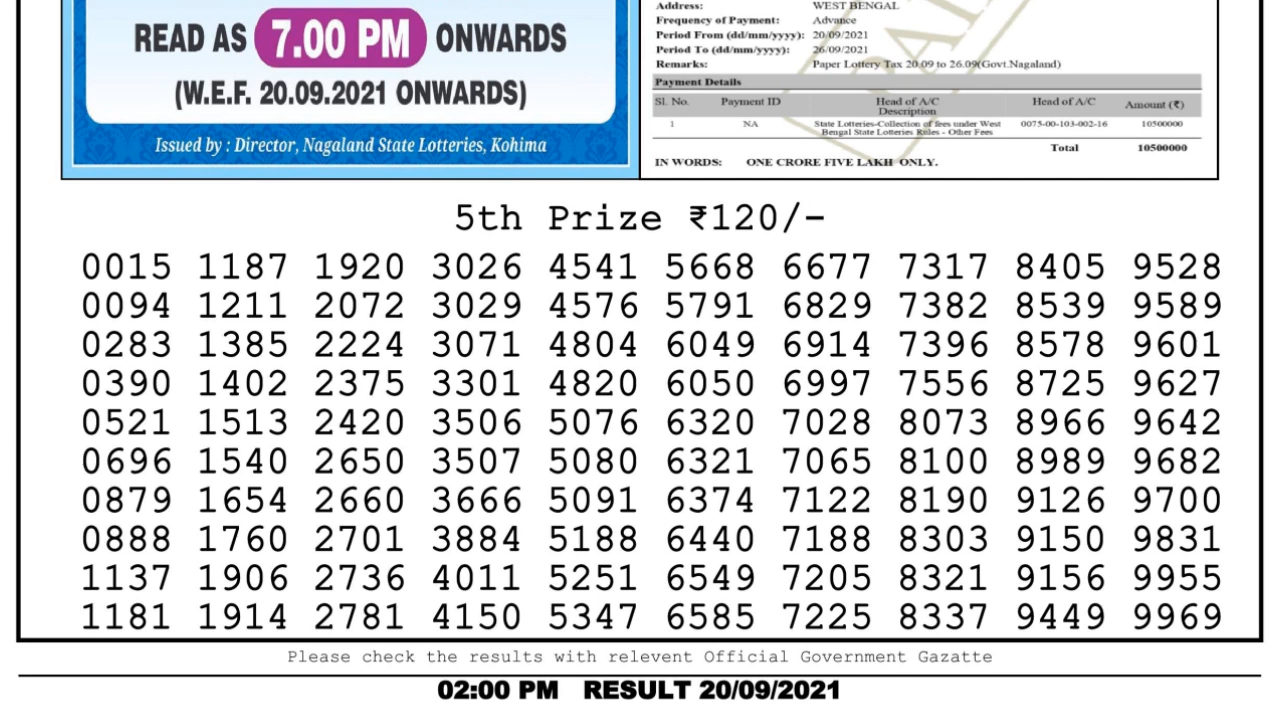 READ AS 7.00 PM ONWARDS
(W.E.F. 20.09.2021 ONWARDS)
Issued by : Director, Nagaland State Lotteries, Kohima
Address: WEST BENGAL
Frequency of Payment: Advance
Period From (dd/mm/yyyy): 20/09/2021
Period To (dd/mm/yyyy): 26/09/2021
Remarks: Paper Lottery Tax 20.09 to 26.09(Govt.Nagaland)
Payment Details
Sl. No. Payment ID Head of A/C Description Head of A/C Amount (₹)
1 NA State Lotteries-Collection of fees under West 0075-00-103-002-16 10500000
Bengal State Lotteries Rules - Other Fees
Total 10500000
IN WORDS: ONE CRORE FIVE LAKH ONLY.
5th Prize ₹120/-
0015 1187 1920 3026 4541 5668 6677 7317 8405 9528
0094 1211 2072 3029 4576 5791 6829 7382 8539 9589
0283 1385 2224 3071 4804 6049 6914 7396 8578 9601
0390 1402 2375 3301 4820 6050 6997 7556 8725 9627
0521 1513 2420 3506 5076 6320 7028 8073 8966 9642
0696 1540 2650 3507 5080 6321 7065 8100 8989 9682
0879 1654 2660 3666 5091 6374 7122 8190 9126 9700
0888 1760 2701 3884 5188 6440 7188 8303 9150 9831
1137 1906 2736 4011 5251 6549 7205 8321 9156 9955
1181 1914 2781 4150 5347 6585 7225 8337 9449 9969
Please check the results with relevent Official Government Gazatte
02:00 PM RESULT 20/09/2021